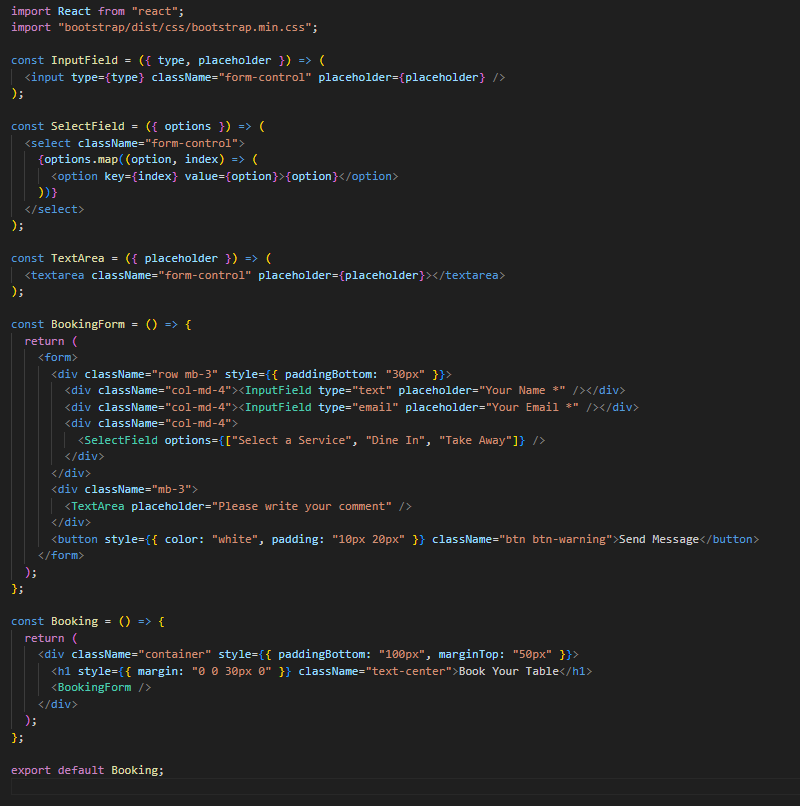 import React from "react";
import "bootstrap/dist/css/bootstrap.min.css";

const InputField = ({ type, placeholder }) => (
  <input type={type} className="form-control" placeholder={placeholder} />
);

const SelectField = ({ options }) => (
  <select className="form-control">
    {options.map((option, index) => (
      <option key={index} value={option}>{option}</option>
    ))}
  </select>
);

const TextArea = ({ placeholder }) => (
  <textarea className="form-control" placeholder={placeholder}></textarea>
);

const BookingForm = () => {
  return (
    <form>
      <div className="row mb-3" style={{ paddingBottom: "30px" }}>
        <div className="col-md-4"><InputField type="text" placeholder="Your Name *" /></div>
        <div className="col-md-4"><InputField type="email" placeholder="Your Email *" /></div>
        <div className="col-md-4">
          <SelectField options={["Select a Service", "Dine In", "Take Away"]} />
        </div>
      </div>
      <div className="mb-3">
        <TextArea placeholder="Please write your comment" />
      </div>
      <button style={{ color: "white", padding: "10px 20px" }} className="btn btn-warning">Send Message</button>
    </form>
  );
};

const Booking = () => {
  return (
    <div className="container" style={{ paddingBottom: "100px", marginTop: "50px" }}>
      <h1 style={{ margin: "0 0 30px 0" }} className="text-center">Book Your Table</h1>
      <BookingForm />
    </div>
  );
};

export default Booking;